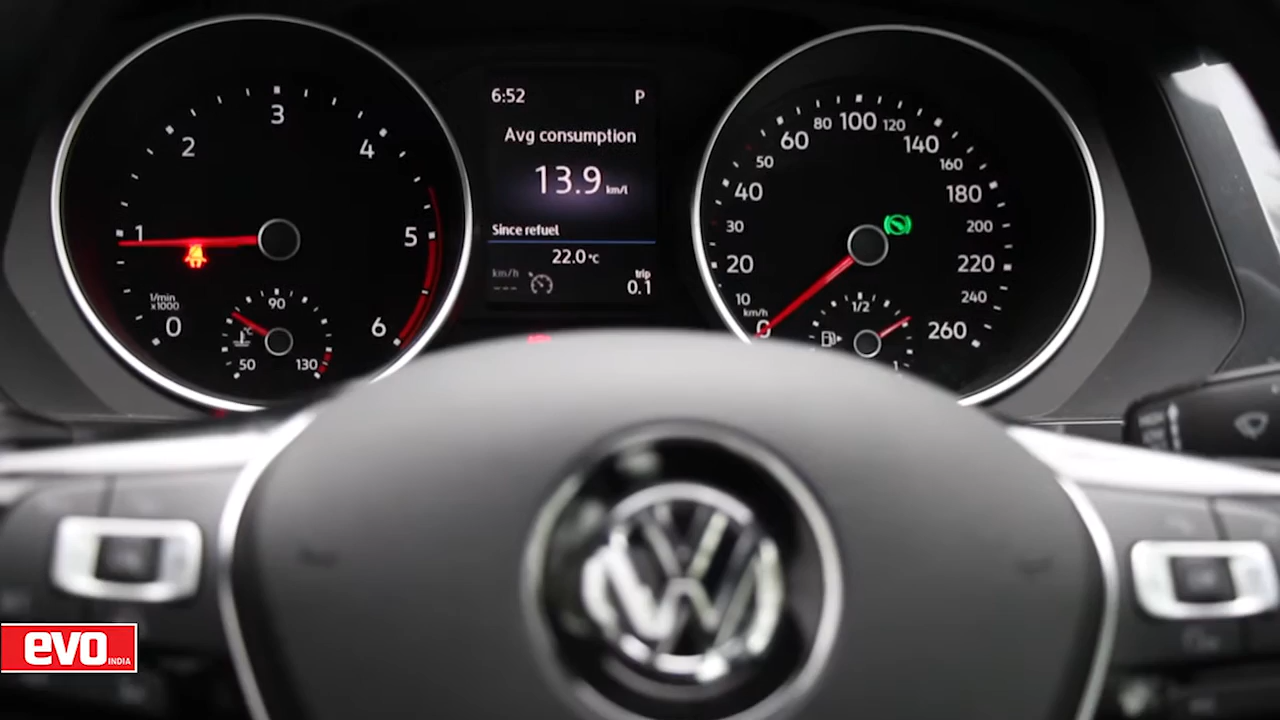 3
2
4
1
5
1/min
x1000
0
6
90
°C
50
130
6:52
P
Avg consumption
13.9 km/l
Since refuel
22.0 °C
km/h
---
trip
0.1
80 100 120
60
140
50
160
40
180
30
200
20
220
10
240
km/h
0
260
1/2
1
evo
INDIA